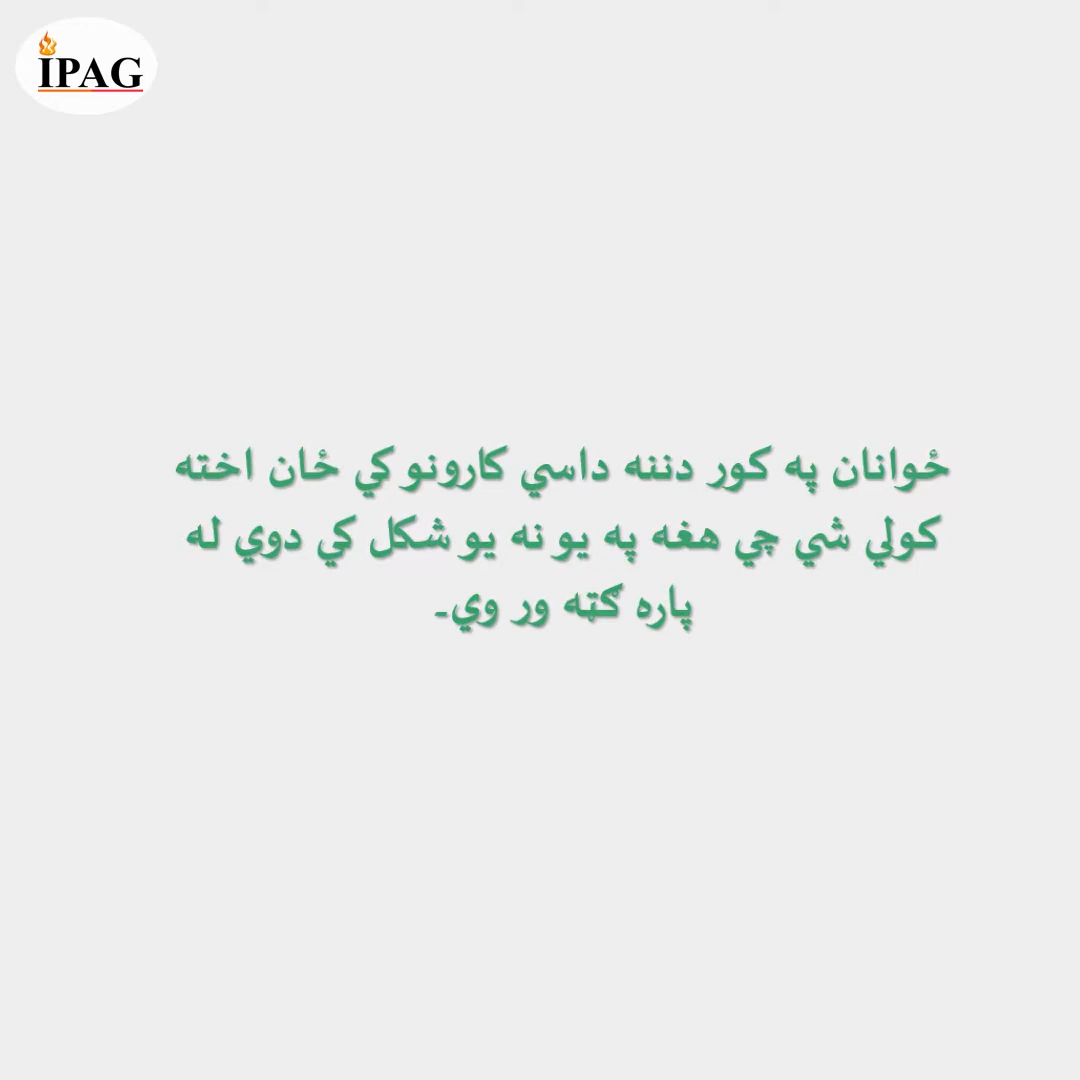 IPAG
ځوانان په کور دننه داسي کارونو کي ځان اخته
کولي شي چي هغه په يو نه يو شکل کي دوي له
پاره ګټه ور وي۔